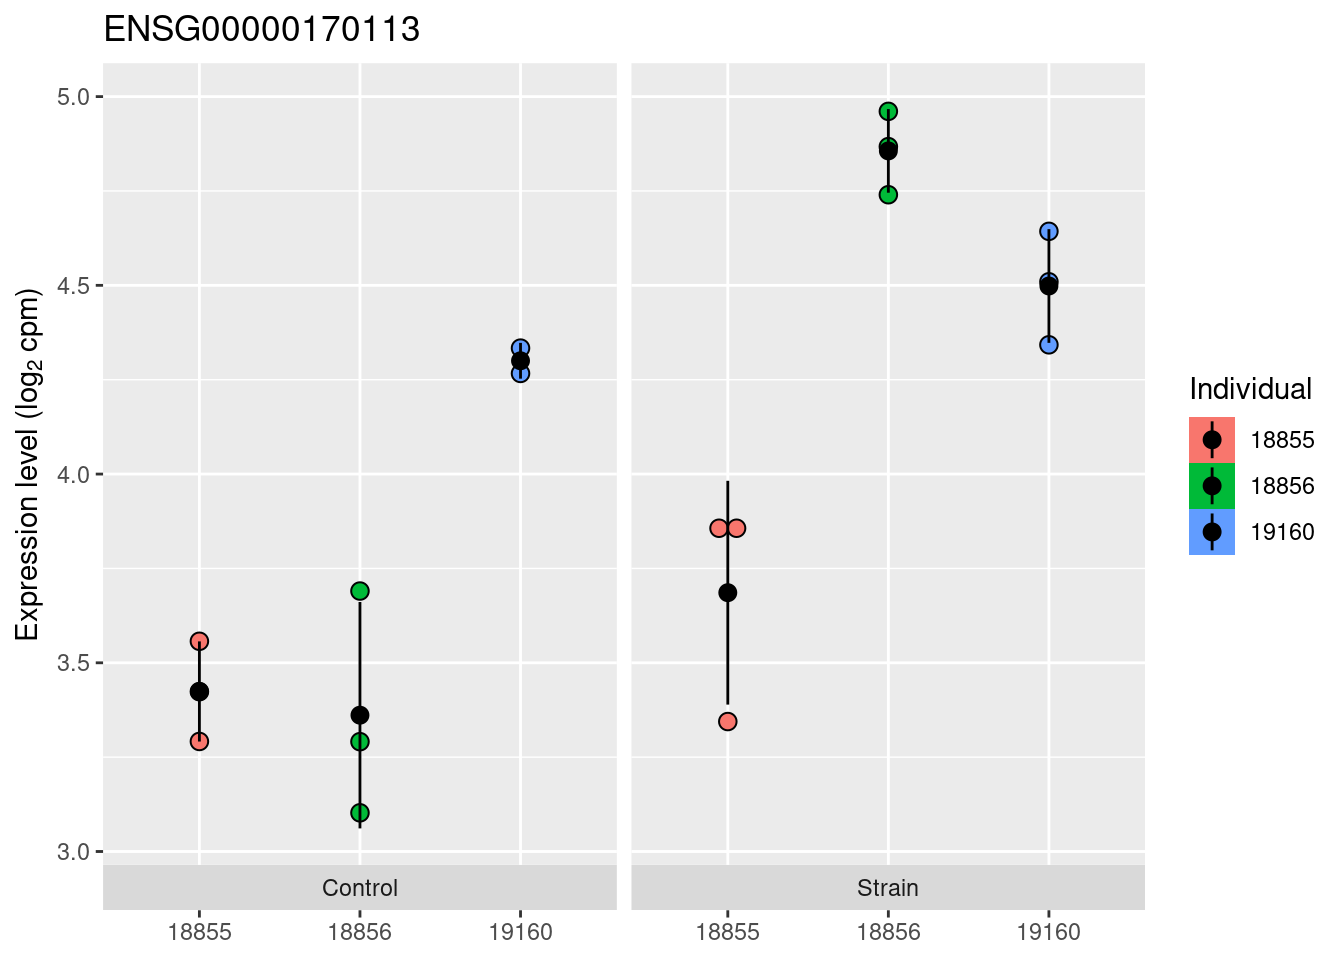 ENSG00000170113
Expression level (log₂ cpm)
5.0
4.5
4.0
3.5
3.0
Control
Strain
18855
18856
19160
18855
18856
19160
Individual
18855
18856
19160